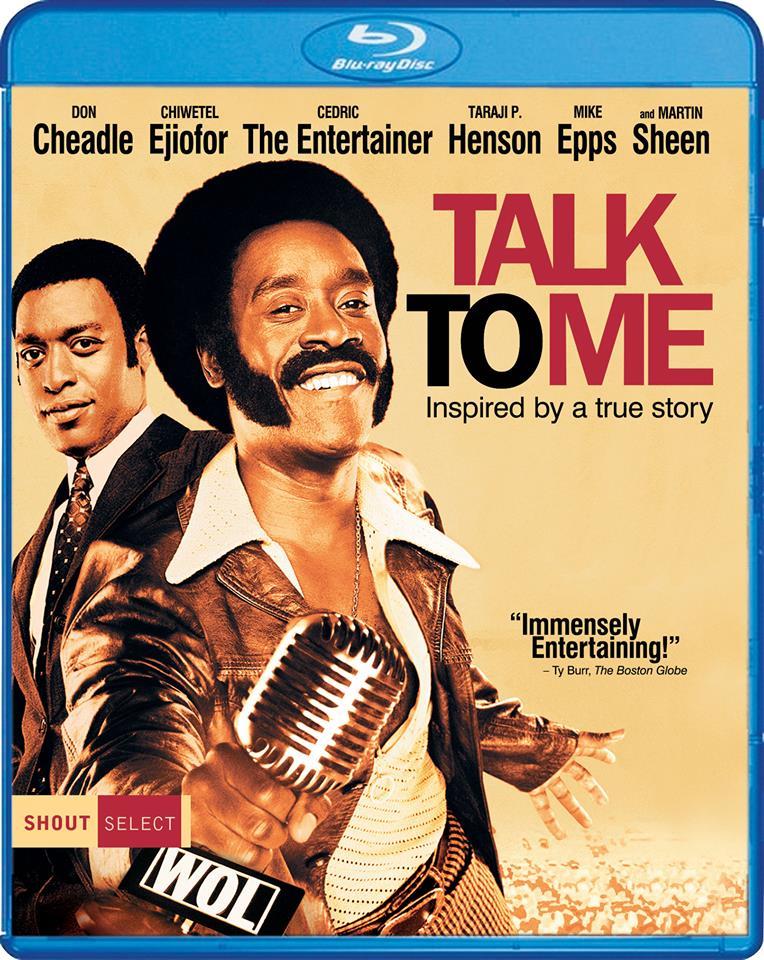 Blu-ray Disc
DON CHIWETEL CEDRIC TARAJI P. MIKE and MARTIN
Cheadle Ejiofor The Entertainer Henson Epps Sheen
TALK
TO ME
Inspired by a true story
“Immensely
Entertaining!”
– Ty Burr, The Boston Globe
SHOUT SELECT
WOL